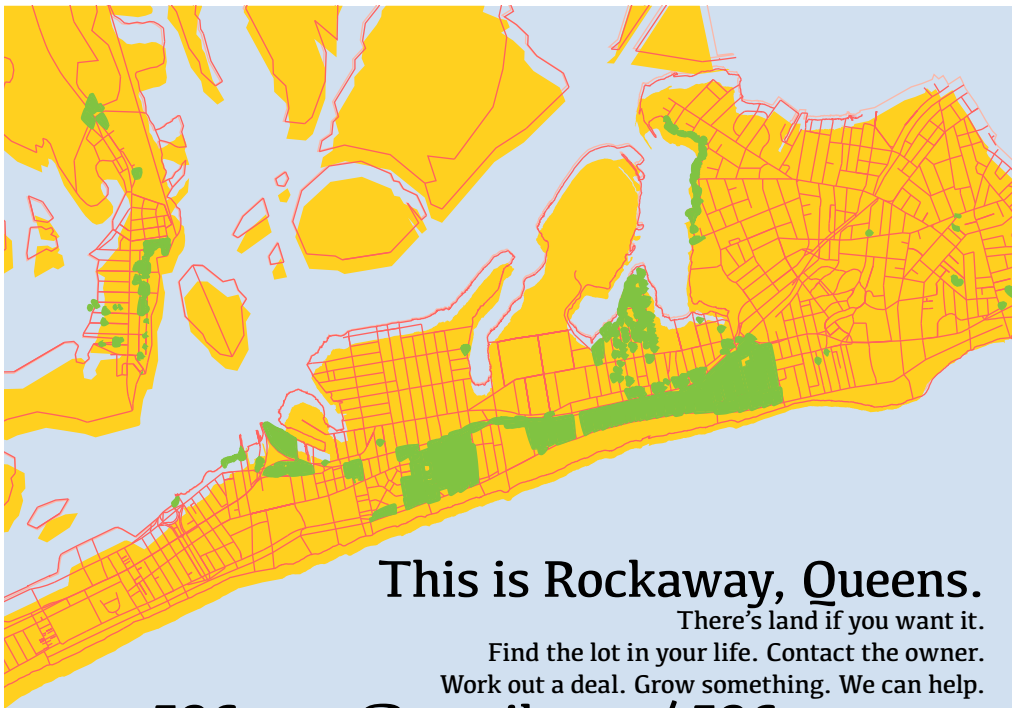 This is Rockaway, Queens.
There's land if you want it.
Find the lot in your life. Contact the owner.
Work out a deal. Grow something. We can help.